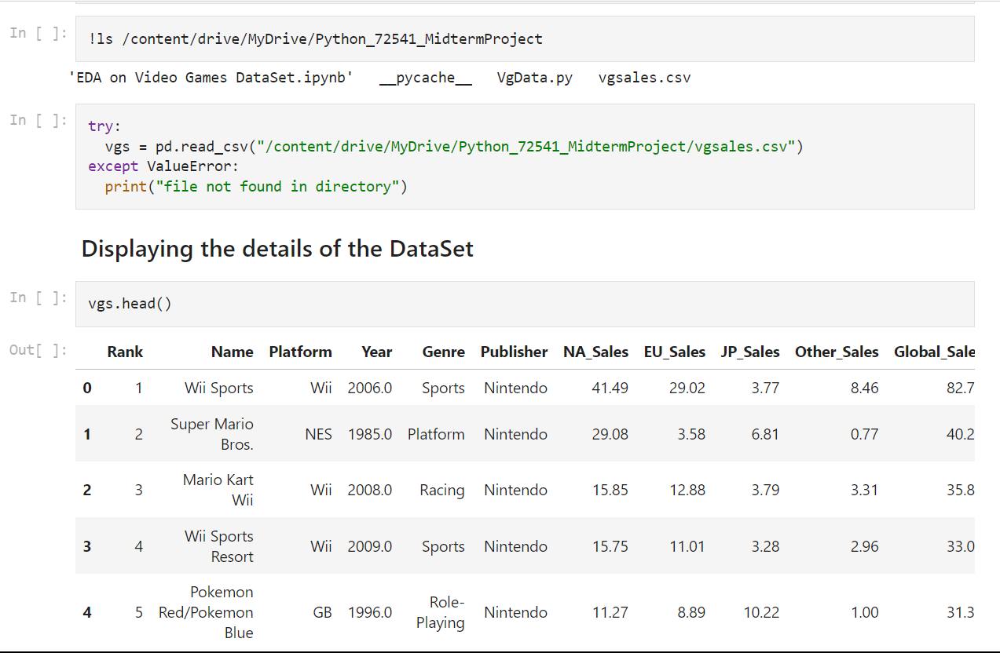 In [ ]:
!ls /content/drive/MyDrive/Python_72541_MidtermProject
'EDA on Video Games DataSet.ipynb'   __pycache__   VgData.py   vgsales.csv
In [ ]:
try:
  vgs = pd.read_csv("/content/drive/MyDrive/Python_72541_MidtermProject/vgsales.csv")
except ValueError:
  print("file not found in directory")
Displaying the details of the DataSet
In [ ]:
vgs.head()
Out[ ]:
Rank Name Platform Year Genre Publisher NA_Sales EU_Sales JP_Sales Other_Sales Global_Sale
0 1 Wii Sports Wii 2006.0 Sports Nintendo 41.49 29.02 3.77 8.46 82.7
1 2 Super Mario Bros. NES 1985.0 Platform Nintendo 29.08 3.58 6.81 0.77 40.2
2 3 Mario Kart Wii Wii 2008.0 Racing Nintendo 15.85 12.88 3.79 3.31 35.8
3 4 Wii Sports Resort Wii 2009.0 Sports Nintendo 15.75 11.01 3.28 2.96 33.0
4 5 Pokemon Red/Pokemon Blue GB 1996.0 Role-Playing Nintendo 11.27 8.89 10.22 1.00 31.3